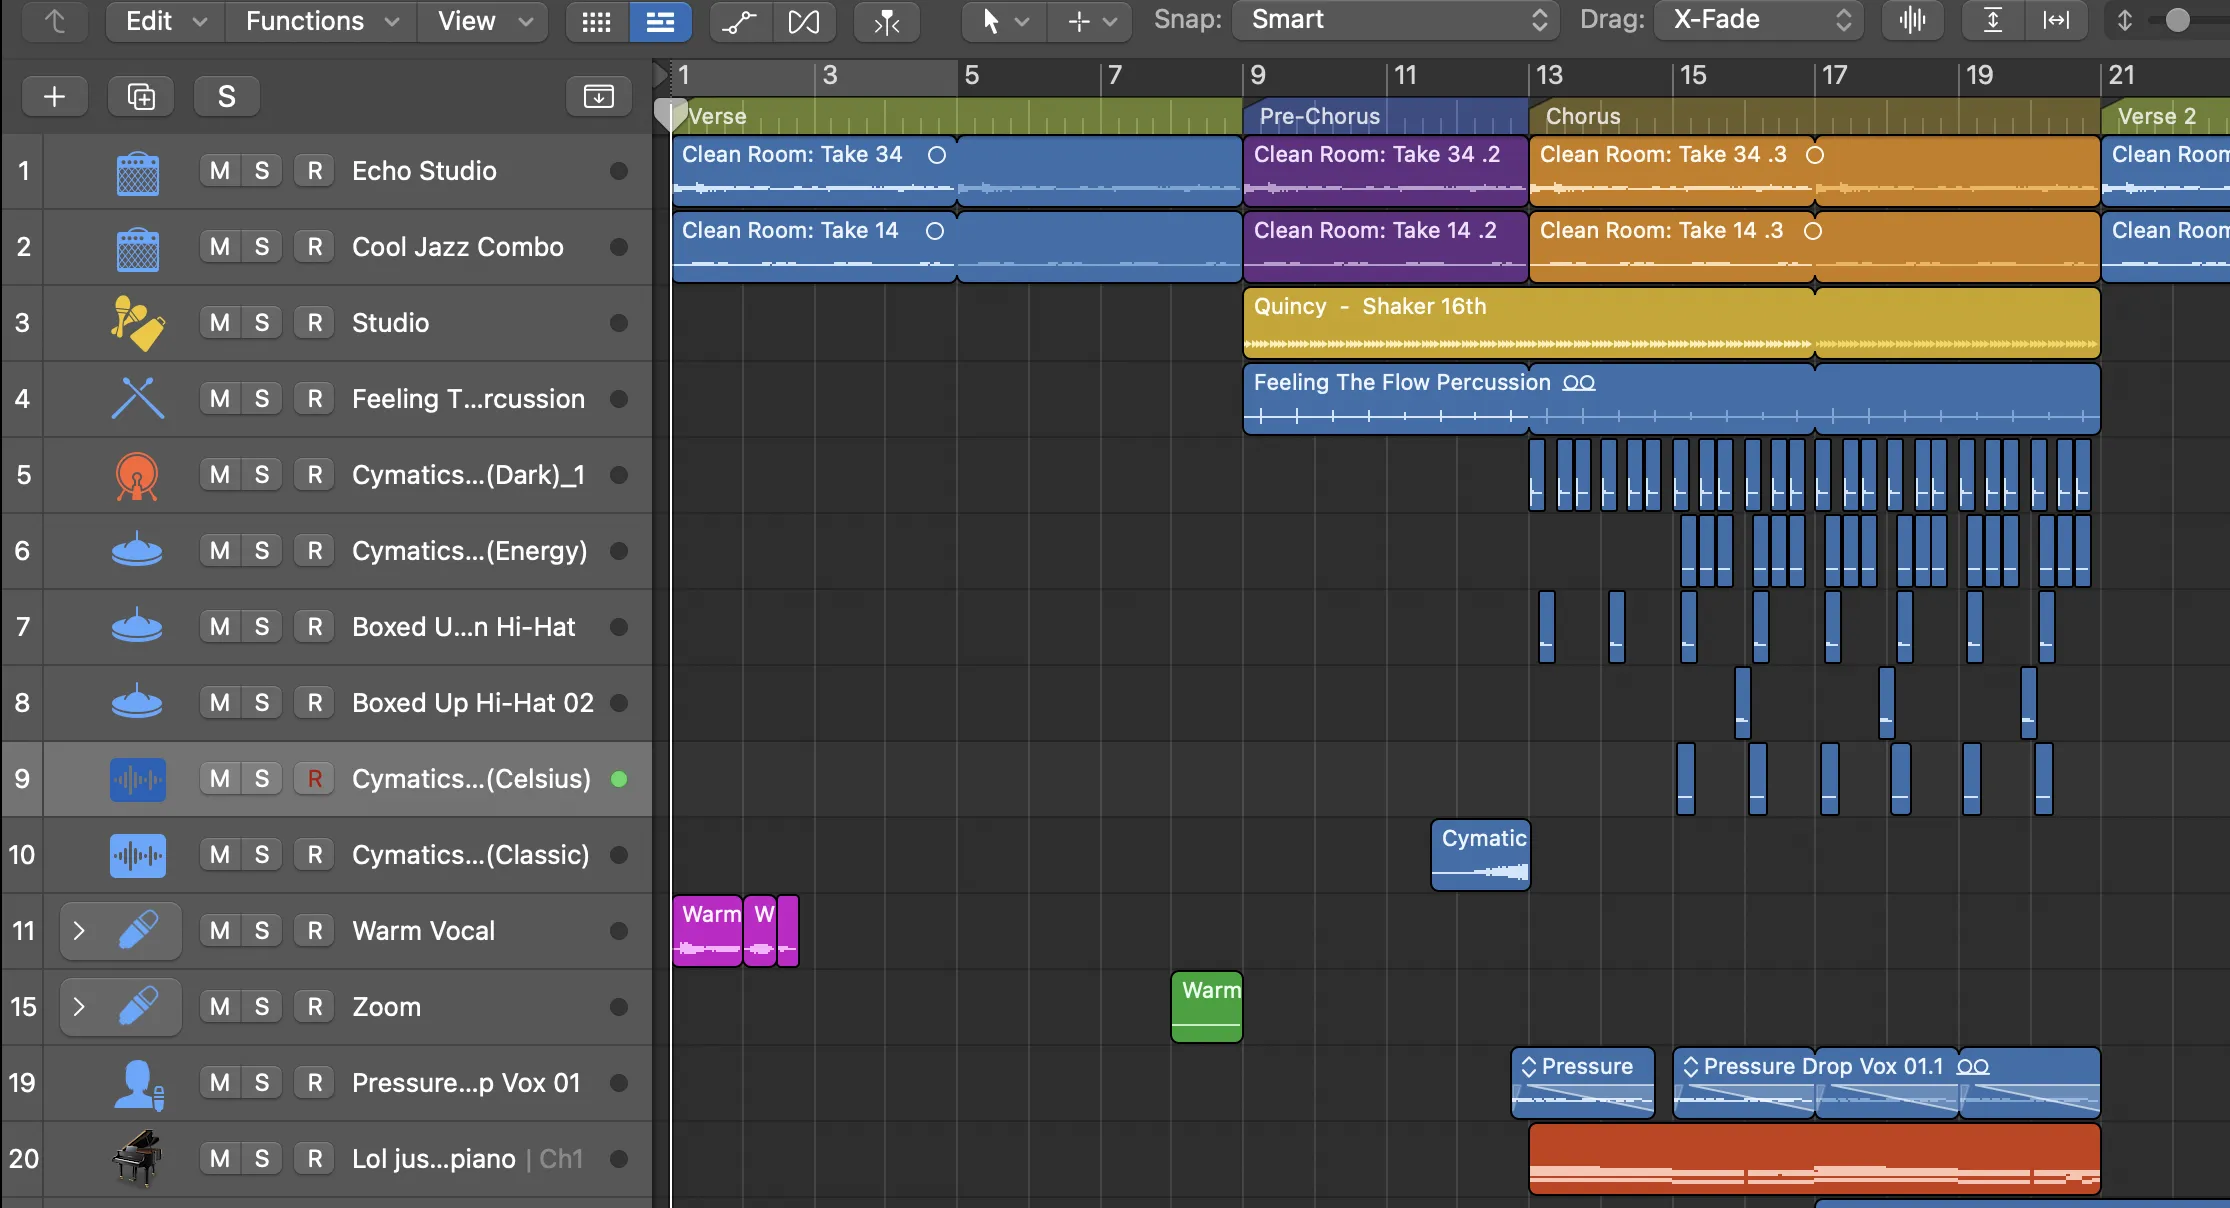 Edit Functions View Snap: Smart Drag: X-Fade
S 1 3 5 7 9 11 13 15 17 19 21
Verse Pre-Chorus Chorus Verse 2
1 M S R Echo Studio Clean Room: Take 34 Clean Room: Take 34 .2 Clean Room: Take 34 .3 Clean Room
2 M S R Cool Jazz Combo Clean Room: Take 14 Clean Room: Take 14 .2 Clean Room: Take 14 .3 Clean Room
3 M S R Studio Quincy - Shaker 16th
4 M S R Feeling T...rcussion Feeling The Flow Percussion
5 M S R Cymatics...(Dark)_1
6 M S R Cymatics...(Energy)
7 M S R Boxed U...n Hi-Hat
8 M S R Boxed Up Hi-Hat 02
9 M S R Cymatics...(Celsius)
10 M S R Cymatics...(Classic) Cymatic
11 M S R Warm Vocal Warm W
15 M S R Zoom Warm
19 M S R Pressure...p Vox 01 Pressure Pressure Drop Vox 01.1
20 M S R Lol jus...piano | Ch1